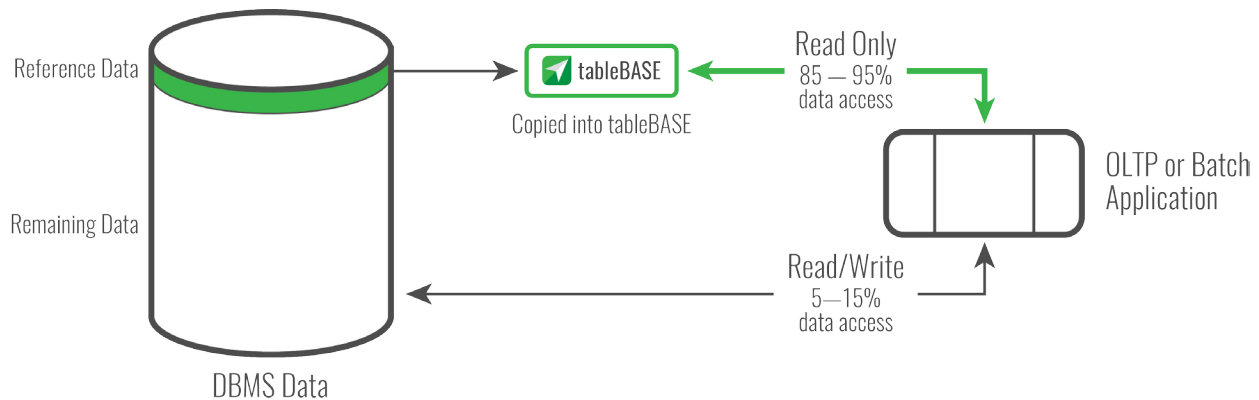 Reference Data
Remaining Data
DBMS Data
tableBASE
Copied into tableBASE
Read Only
85 — 95%
data access
OLTP or Batch
Application
Read/Write
5—15%
data access